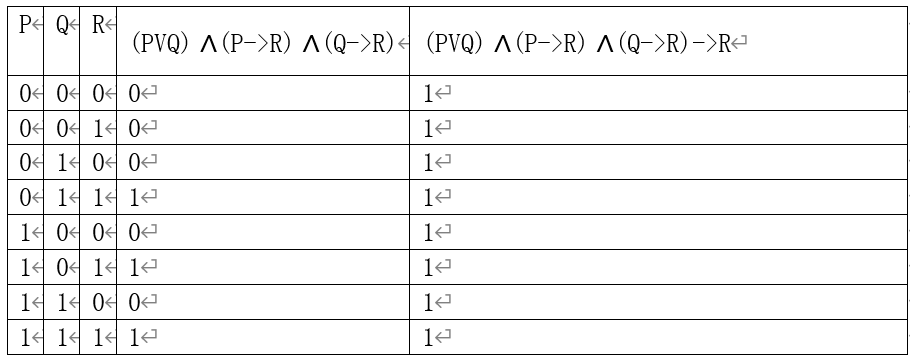 P Q R (PVQ) ∧(P->R) ∧(Q->R) (PVQ) ∧(P->R) ∧(Q->R)->R
0 0 0 0 1
0 0 1 0 1
0 1 0 0 1
0 1 1 1 1
1 0 0 0 1
1 0 1 1 1
1 1 0 0 1
1 1 1 1 1